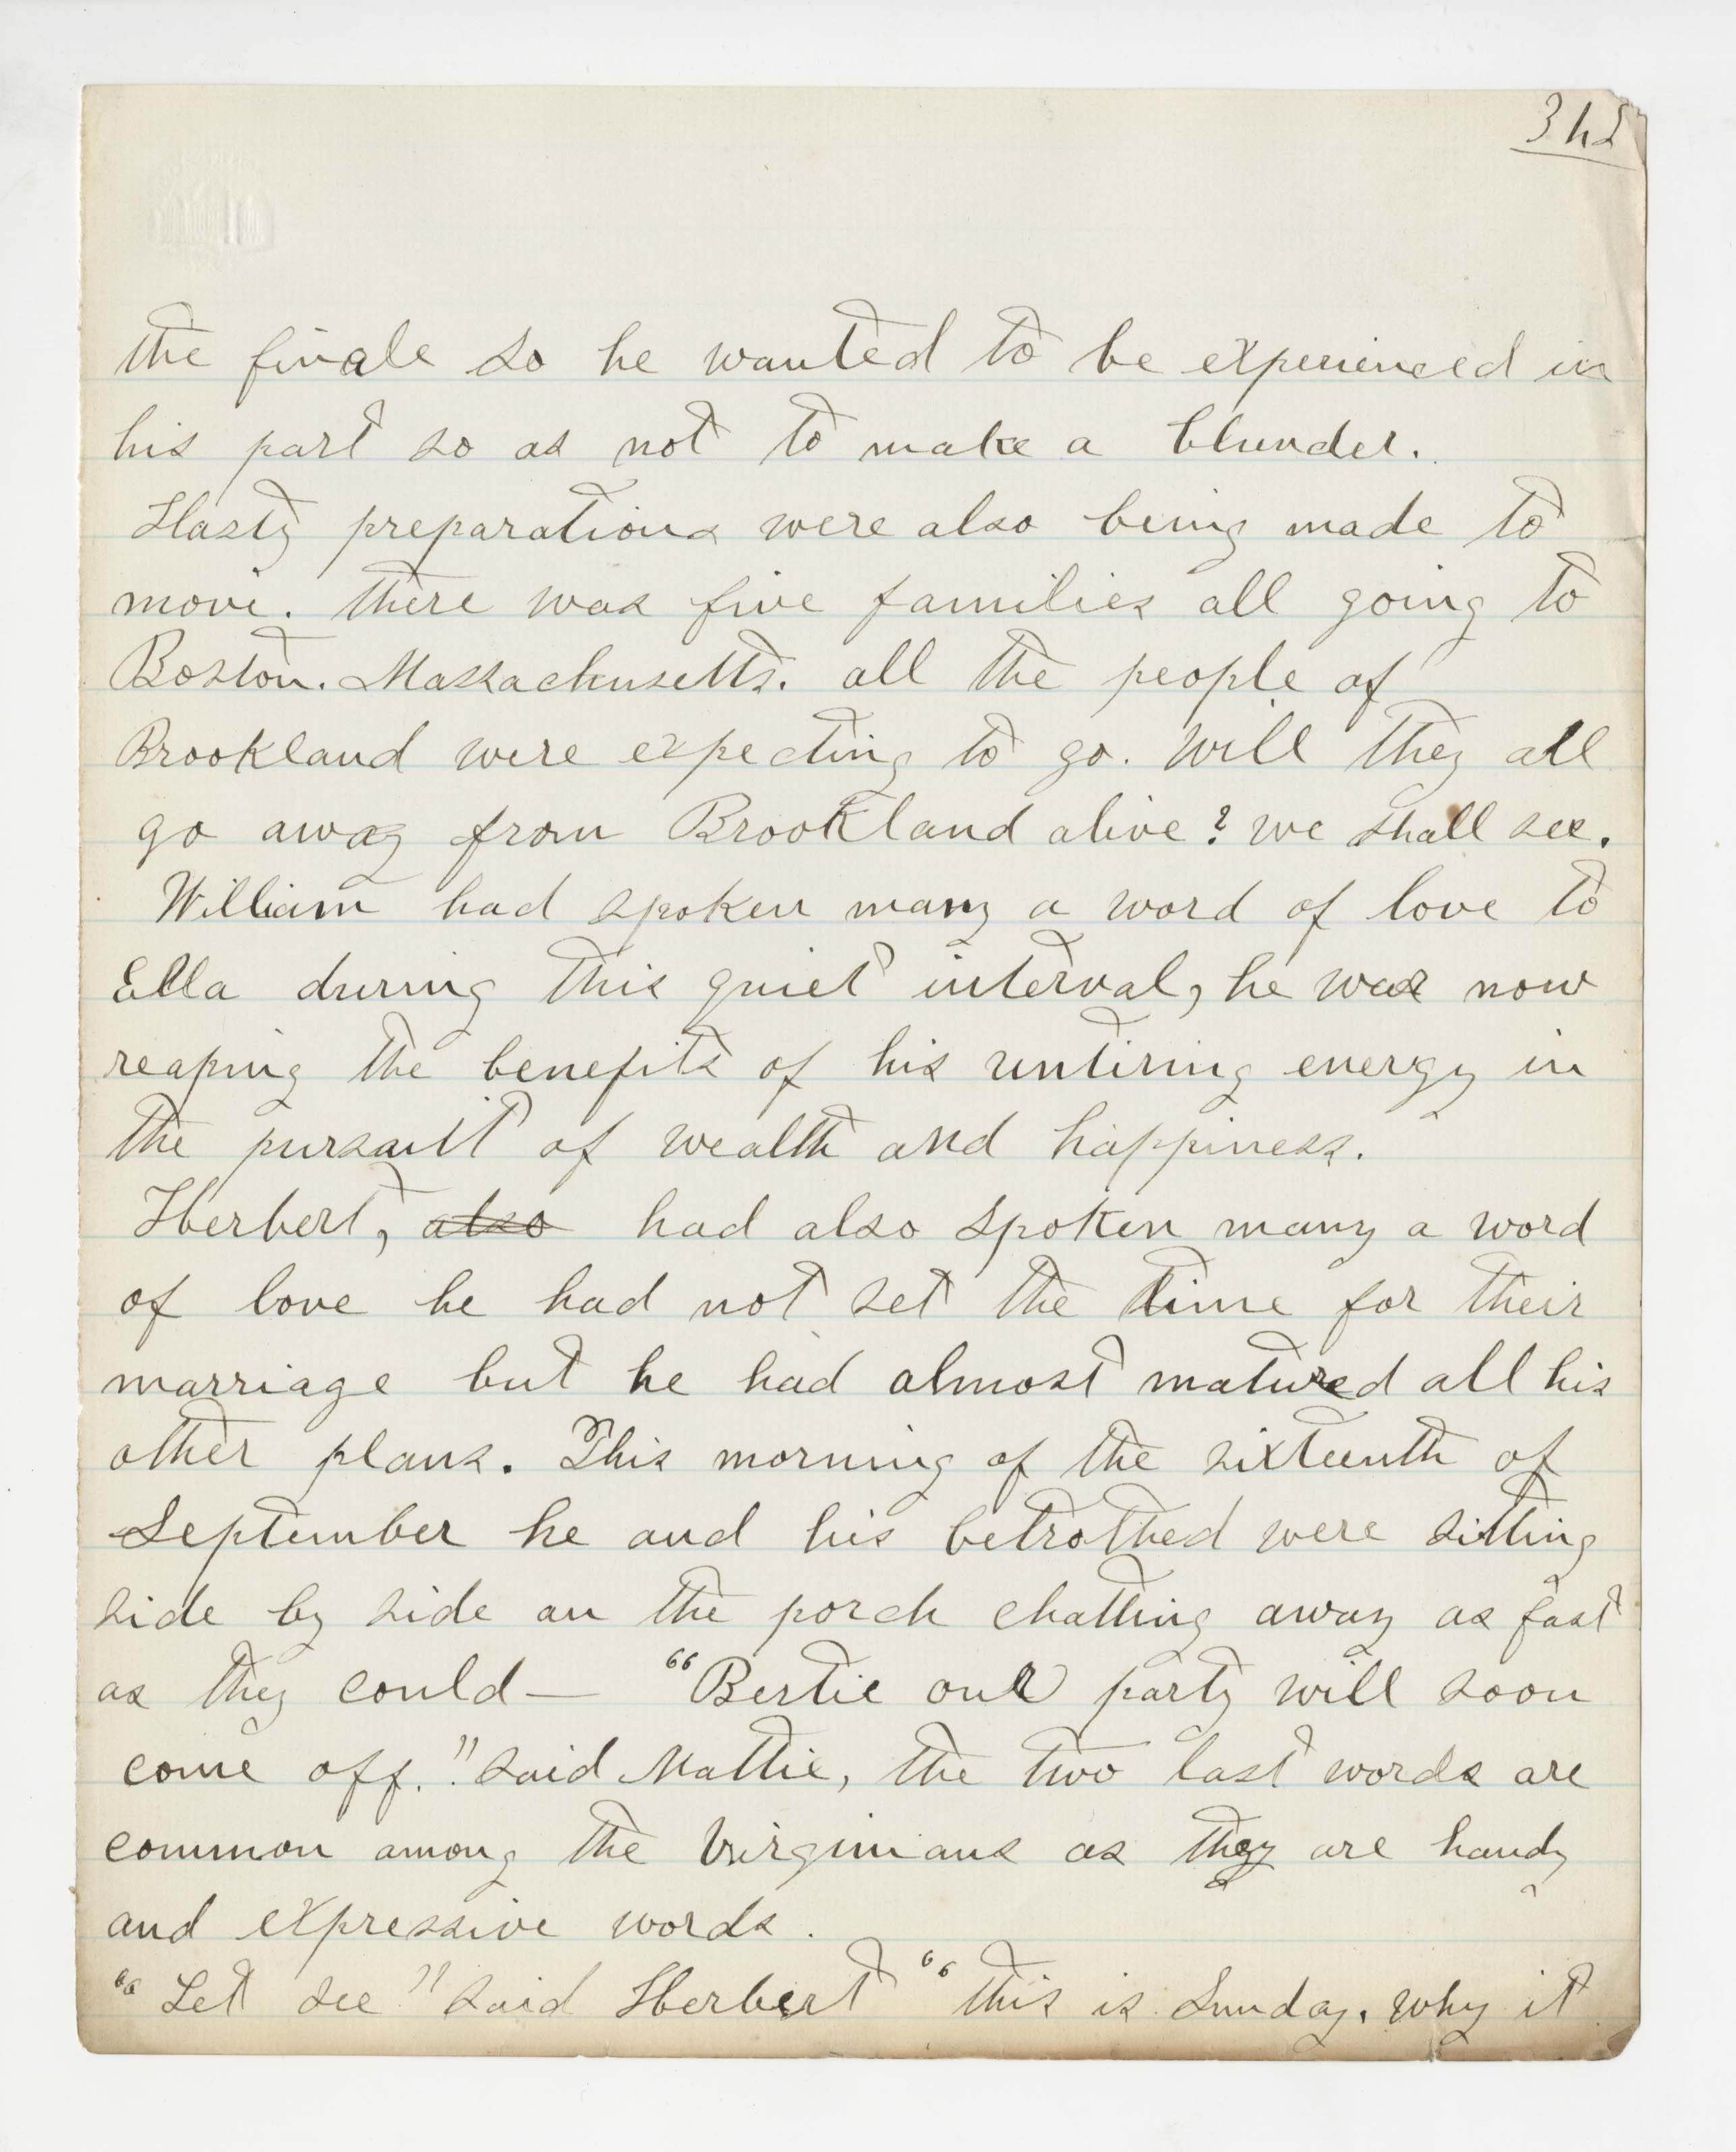 345
the finale so he wanted to be experienced in
his part so as not to make a blunder.
Hasty preparations were also being made to
move. there was five families all going to
Boston. Massachusetts. all the people of
Brookland were expecting to go. Will they all
go away from Brookland alive? we shall see.
William had spoken many a word of love to
Ella during this quiet interval, he was now
reaping the benefits of his untiring energy in
the pursuit of wealth and happiness.
Herbert, also had also spoken many a word
of love he had not set the time for their
marriage but he had almost matured all his
other plans. This morning of the sixteenth of
September he and his betrothed were sitting
side by side on the porch chatting away as fast
as they could— "Bertie our party will soon
come off." said Mattie, the two last words are
common among the Virginians as they are handy
and expressive words.
"Let see" said Herbert "this is Sunday. why it